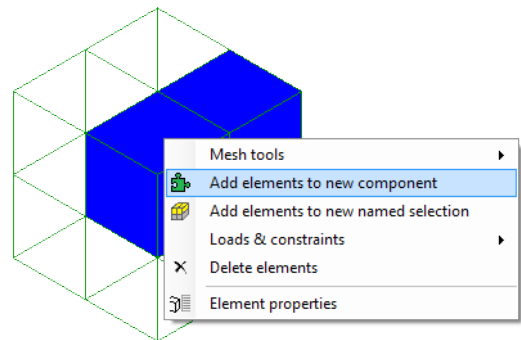 Mesh tools
Add elements to new component
Add elements to new named selection
Loads & constraints
Delete elements
Element properties